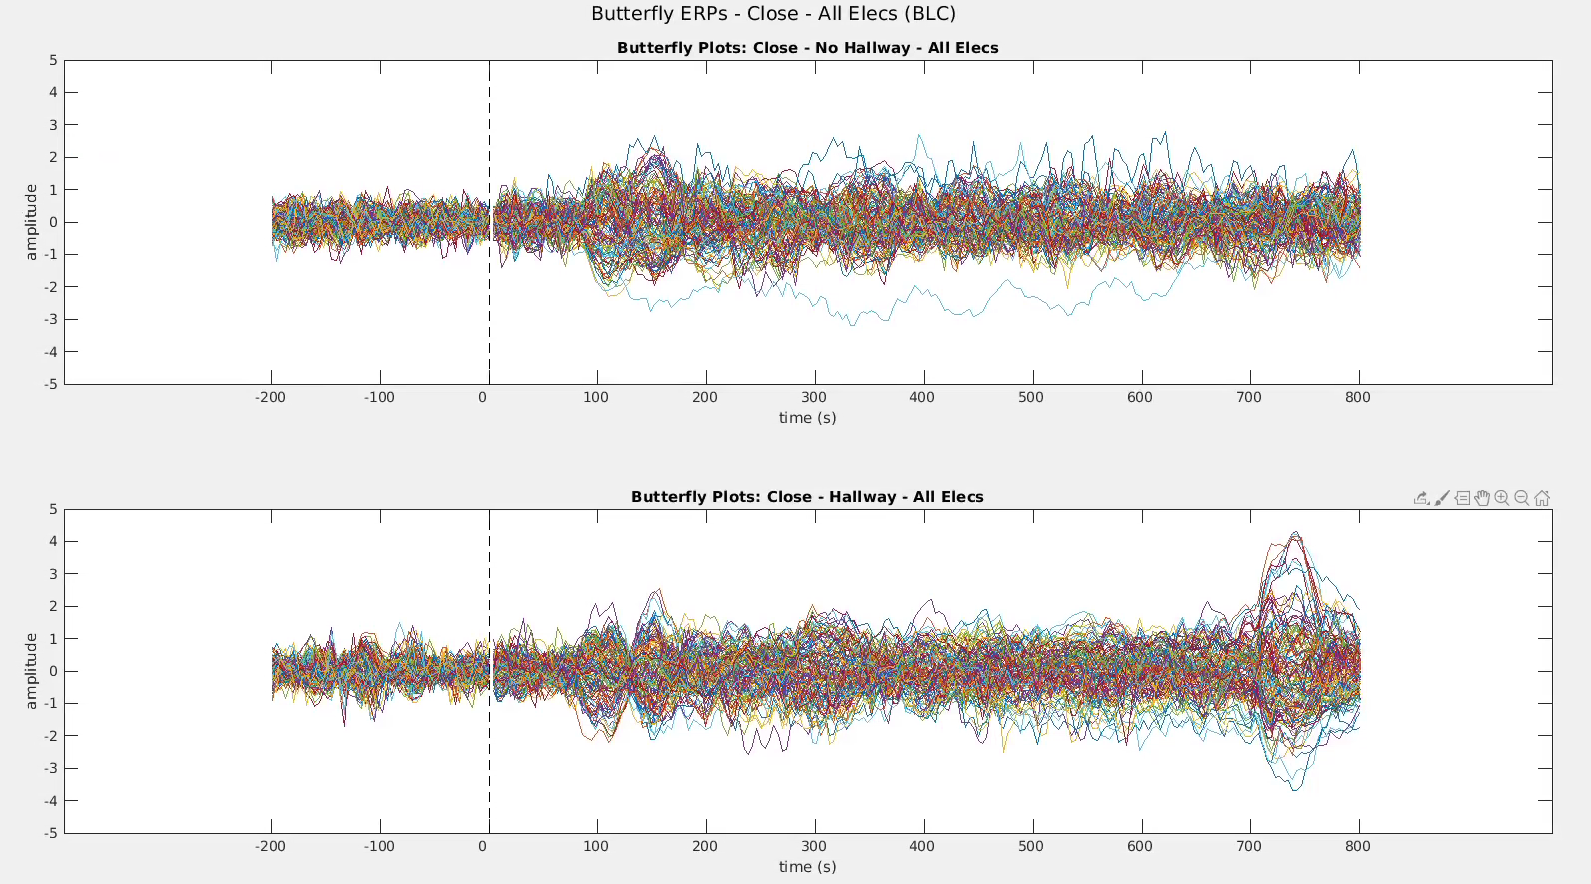 Butterfly ERPs - Close - All Elecs (BLC)
Butterfly Plots: Close - No Hallway - All Elecs
5
4
3
2
1
0
-1
-2
-3
-4
-5
amplitude
-200 -100 0 100 200 300 400 500 600 700 800
time (s)
Butterfly Plots: Close - Hallway - All Elecs
5
4
3
2
1
0
-1
-2
-3
-4
-5
amplitude
-200 -100 0 100 200 300 400 500 600 700 800
time (s)